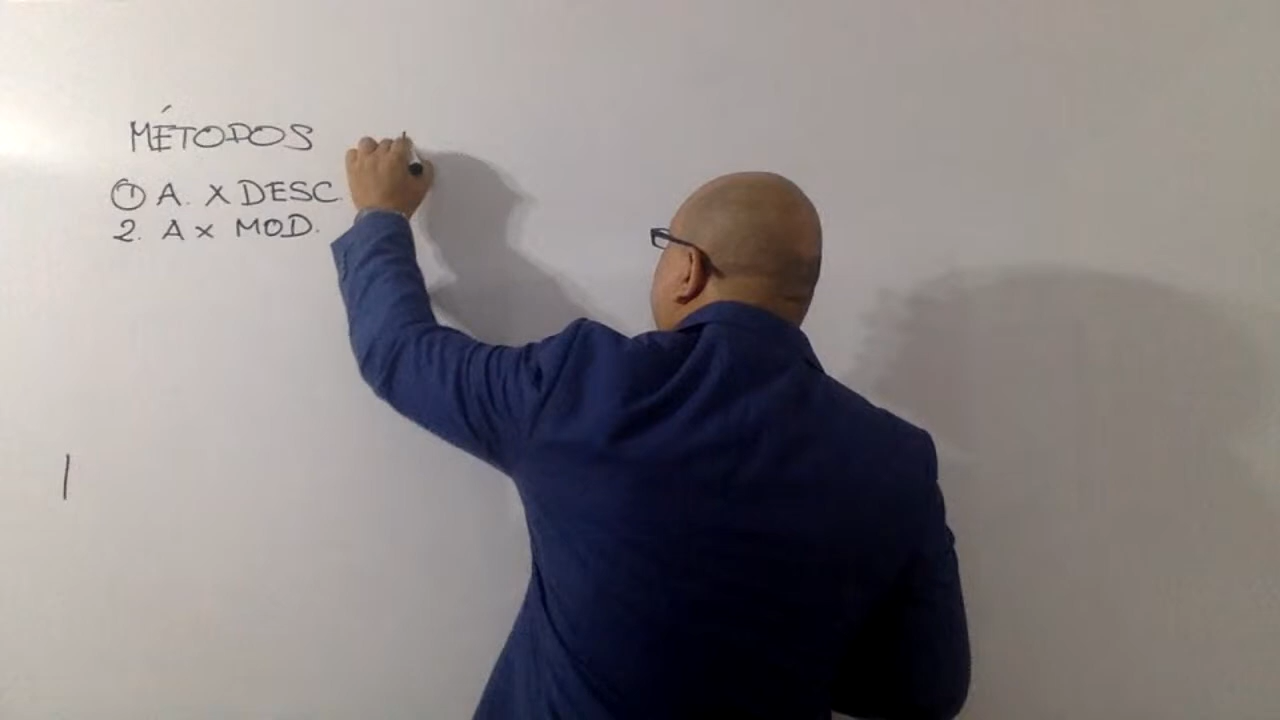 MÉTODOS
① A. X DESC.
2. A x MOD.